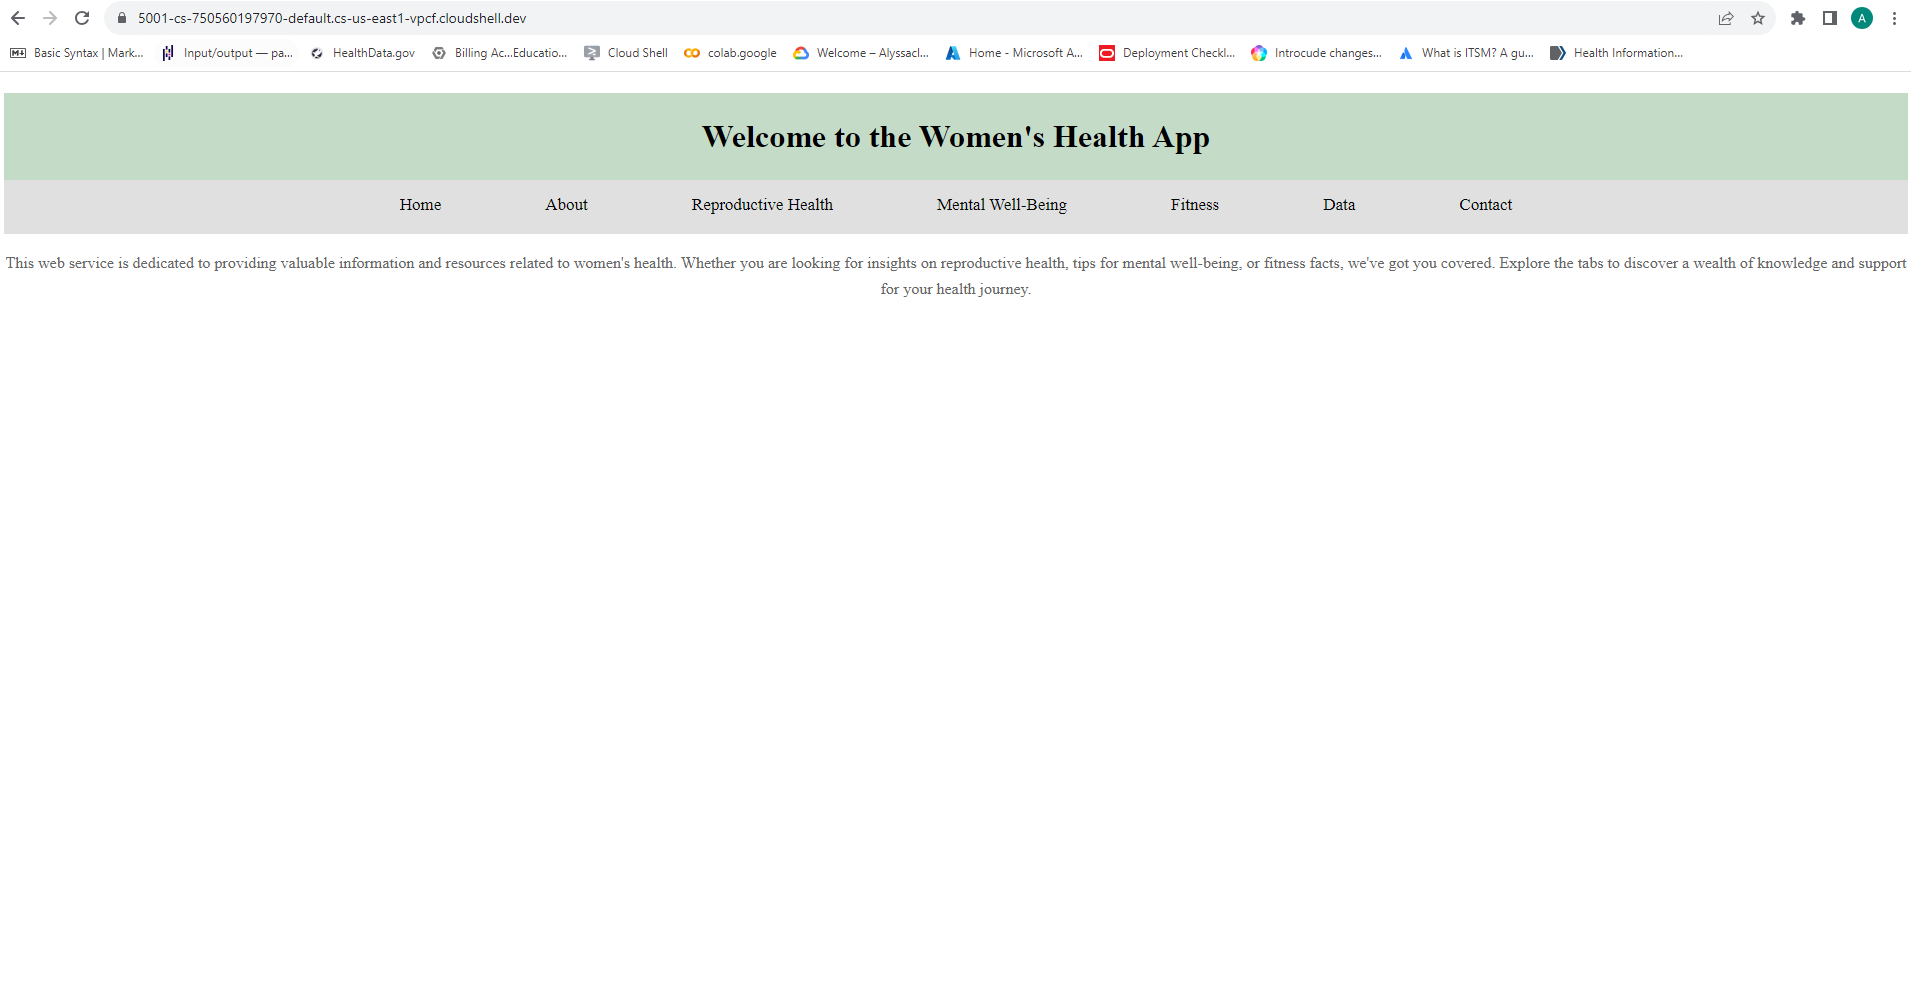 5001-cs-750560197970-default.cs-us-east1-vpcf.cloudshell.dev
A
Basic Syntax | Mark... Input/output — pa... HealthData.gov Billing Ac...Educatio... Cloud Shell colab.google Welcome – Alyssacl... Home - Microsoft A... Deployment Checkl... Introcude changes... What is ITSM? A gu... Health Information...
Welcome to the Women's Health App
Home About Reproductive Health Mental Well-Being Fitness Data Contact
This web service is dedicated to providing valuable information and resources related to women's health. Whether you are looking for insights on reproductive health, tips for mental well-being, or fitness facts, we've got you covered. Explore the tabs to discover a wealth of knowledge and support
for your health journey.